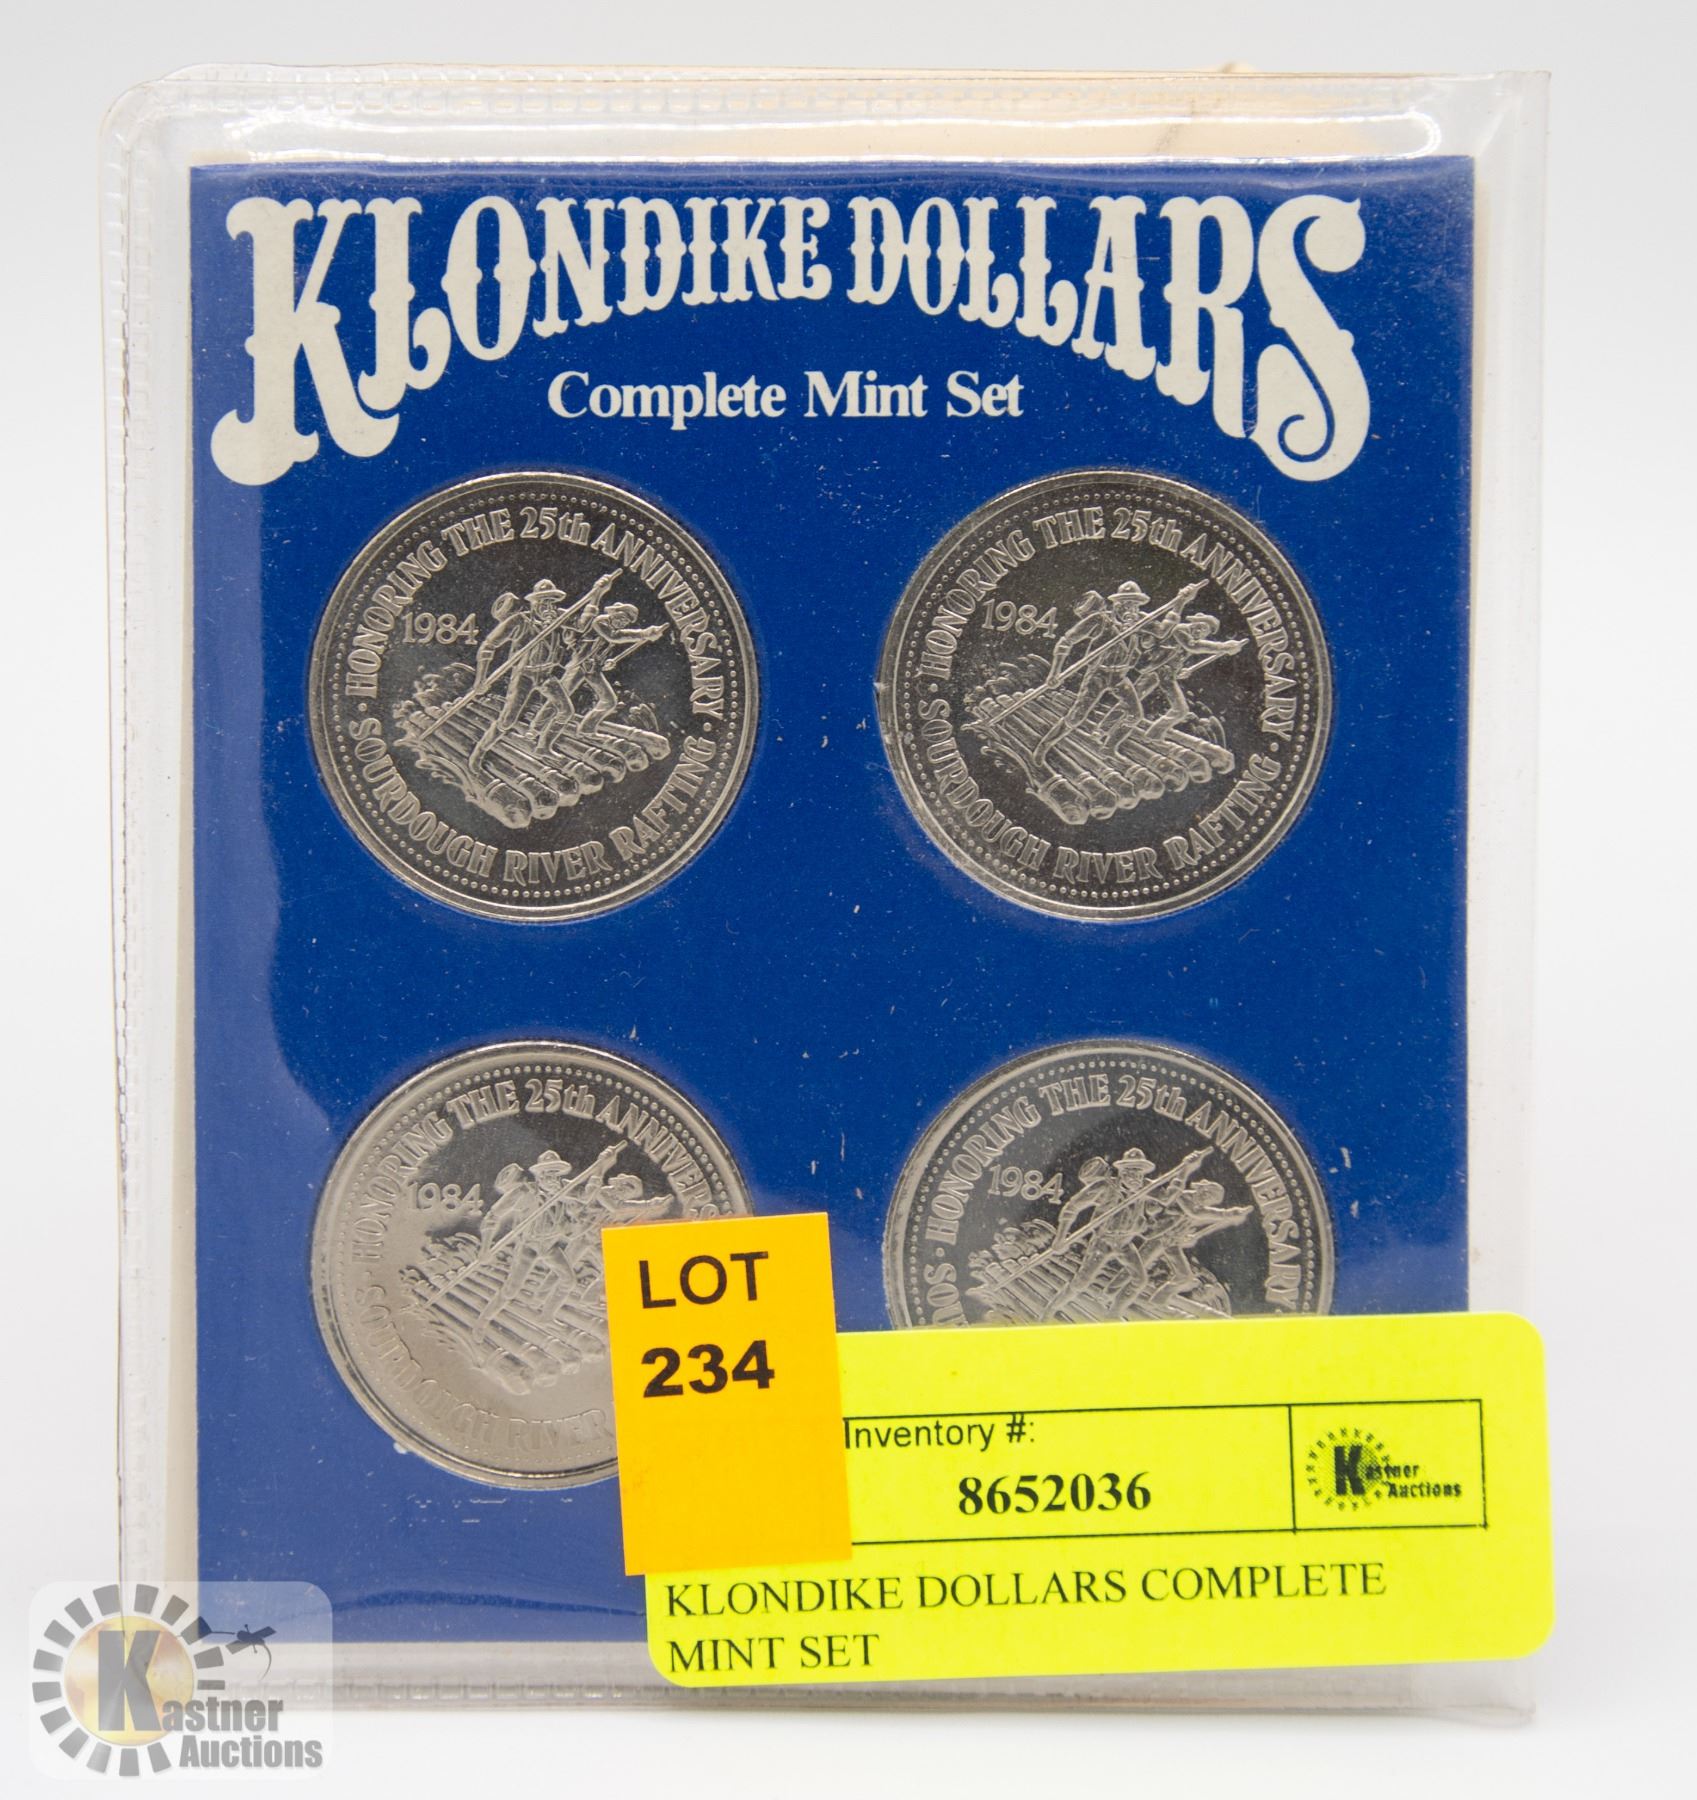 KLONDIKE DOLLARS
Complete Mint Set
· HONORING THE 25th ANNIVERSARY ·
1984
SOURDOUGH RIVER RAFTING
· HONORING THE 25th ANNIVERSARY ·
1984
SOURDOUGH RIVER RAFTING
· HONORING THE 25th ANNIVERS
1984
SOURDOUGH RIVER
· HONORING THE 25th ANNIVERSARY ·
1984
SOU
LOT
234
Inventory #:
8652036
Kastner
Auctions
KLONDIKE DOLLARS COMPLETE
MINT SET
Kastner
Auctions